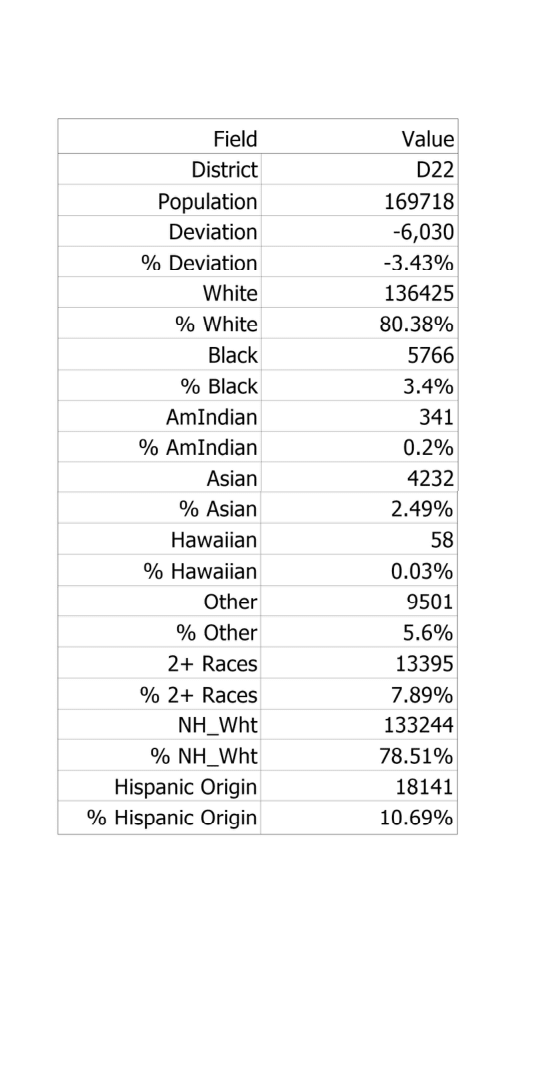 Field Value
District D22
Population 169718
Deviation -6,030
% Deviation -3.43%
White 136425
% White 80.38%
Black 5766
% Black 3.4%
AmIndian 341
% AmIndian 0.2%
Asian 4232
% Asian 2.49%
Hawaiian 58
% Hawaiian 0.03%
Other 9501
% Other 5.6%
2+ Races 13395
% 2+ Races 7.89%
NH_Wht 133244
% NH_Wht 78.51%
Hispanic Origin 18141
% Hispanic Origin 10.69%